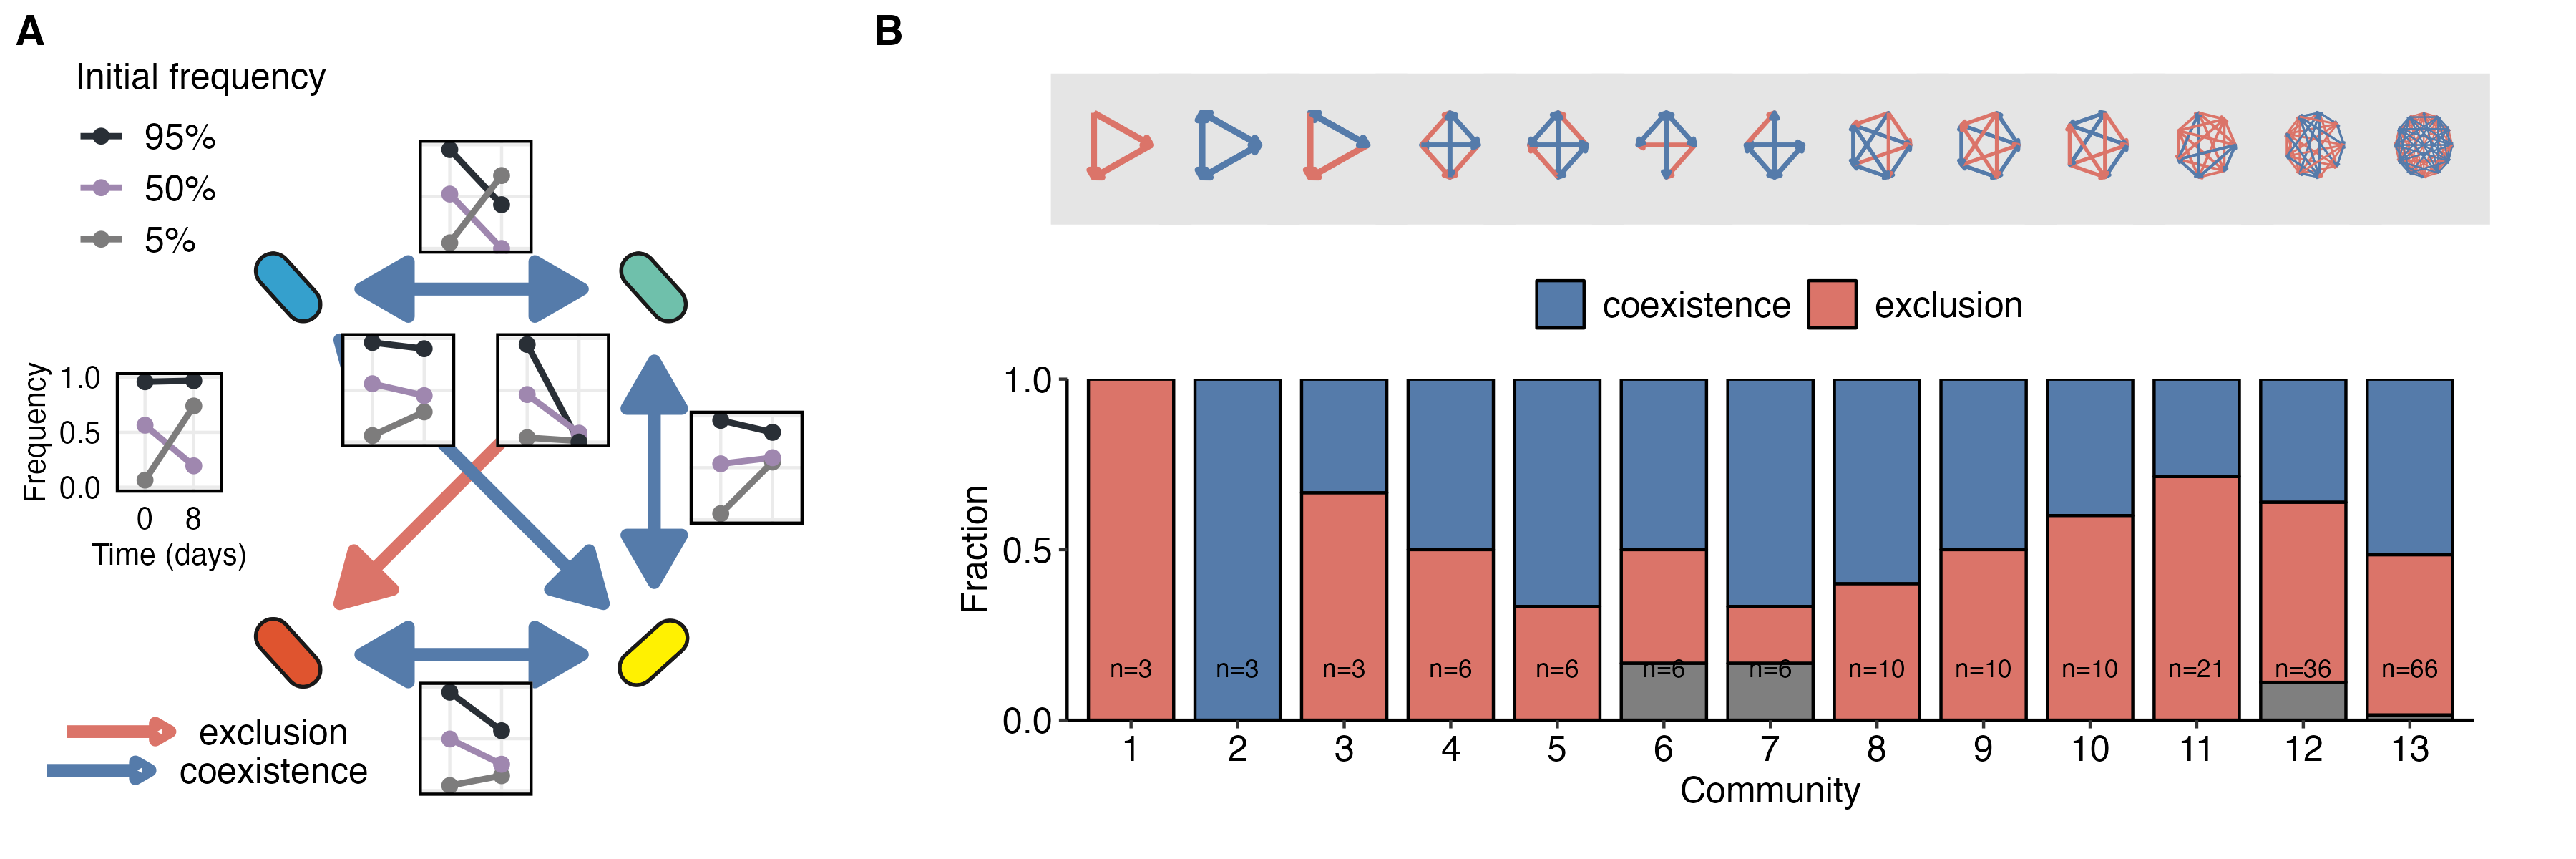 A
Initial frequency
95%
50%
5%
Frequency
1.0
0.5
0.0
0 8
Time (days)
exclusion
coexistence
B
coexistence exclusion
Fraction
1.0
0.5
0.0
n=3 n=3 n=3 n=6 n=6 n=6 n=6 n=10 n=10 n=10 n=21 n=36 n=66
1 2 3 4 5 6 7 8 9 10 11 12 13
Community